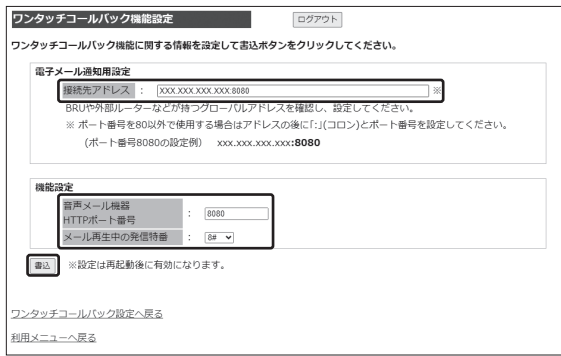 ワンタッチコールバック機能設定
ログアウト
ワンタッチコールバック機能に関する情報を設定して書込ボタンをクリックしてください。
電子メール通知用設定
接続先アドレス : XXX.XXX.XXX.XXX:8080 ※
BRUや外部ルーターなどが持つグローバルアドレスを確認し、設定してください。
※ ポート番号を80以外で使用する場合はアドレスの後に「:」(コロン)とポート番号を設定してください。
(ポート番号8080の設定例) xxx.xxx.xxx.xxx:8080
機能設定
音声メール機器
HTTPポート番号 : 8080
メール再生中の発信特番 : 8#
書込 ※設定は再起動後に有効になります。
ワンタッチコールバック設定へ戻る
利用メニューへ戻る